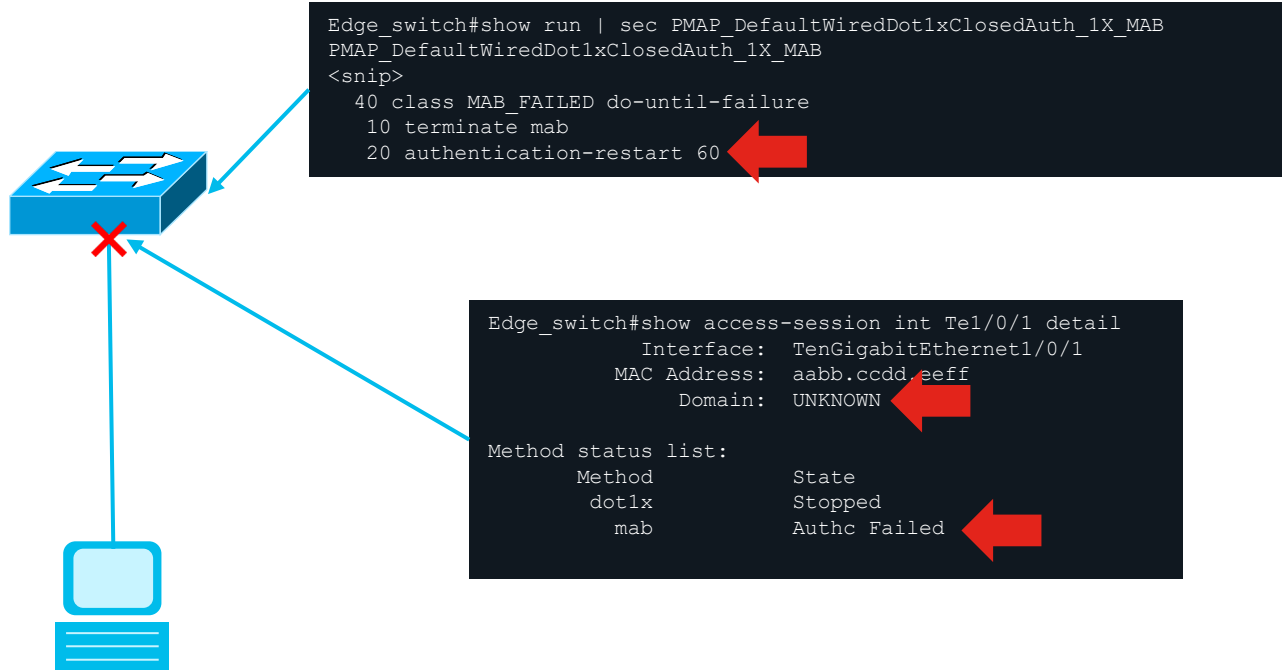 Edge_switch#show run | sec PMAP_DefaultWiredDot1xClosedAuth_1X_MAB
PMAP_DefaultWiredDot1xClosedAuth_1X_MAB
<snip>
40 class MAB_FAILED do-until-failure
10 terminate mab
20 authentication-restart 60
Edge_switch#show access-session int Te1/0/1 detail
Interface: TenGigabitEthernet1/0/1
MAC Address: aabb.ccdd.eeff
Domain: UNKNOWN
Method status list:
Method State
dot1x Stopped
mab Authc Failed